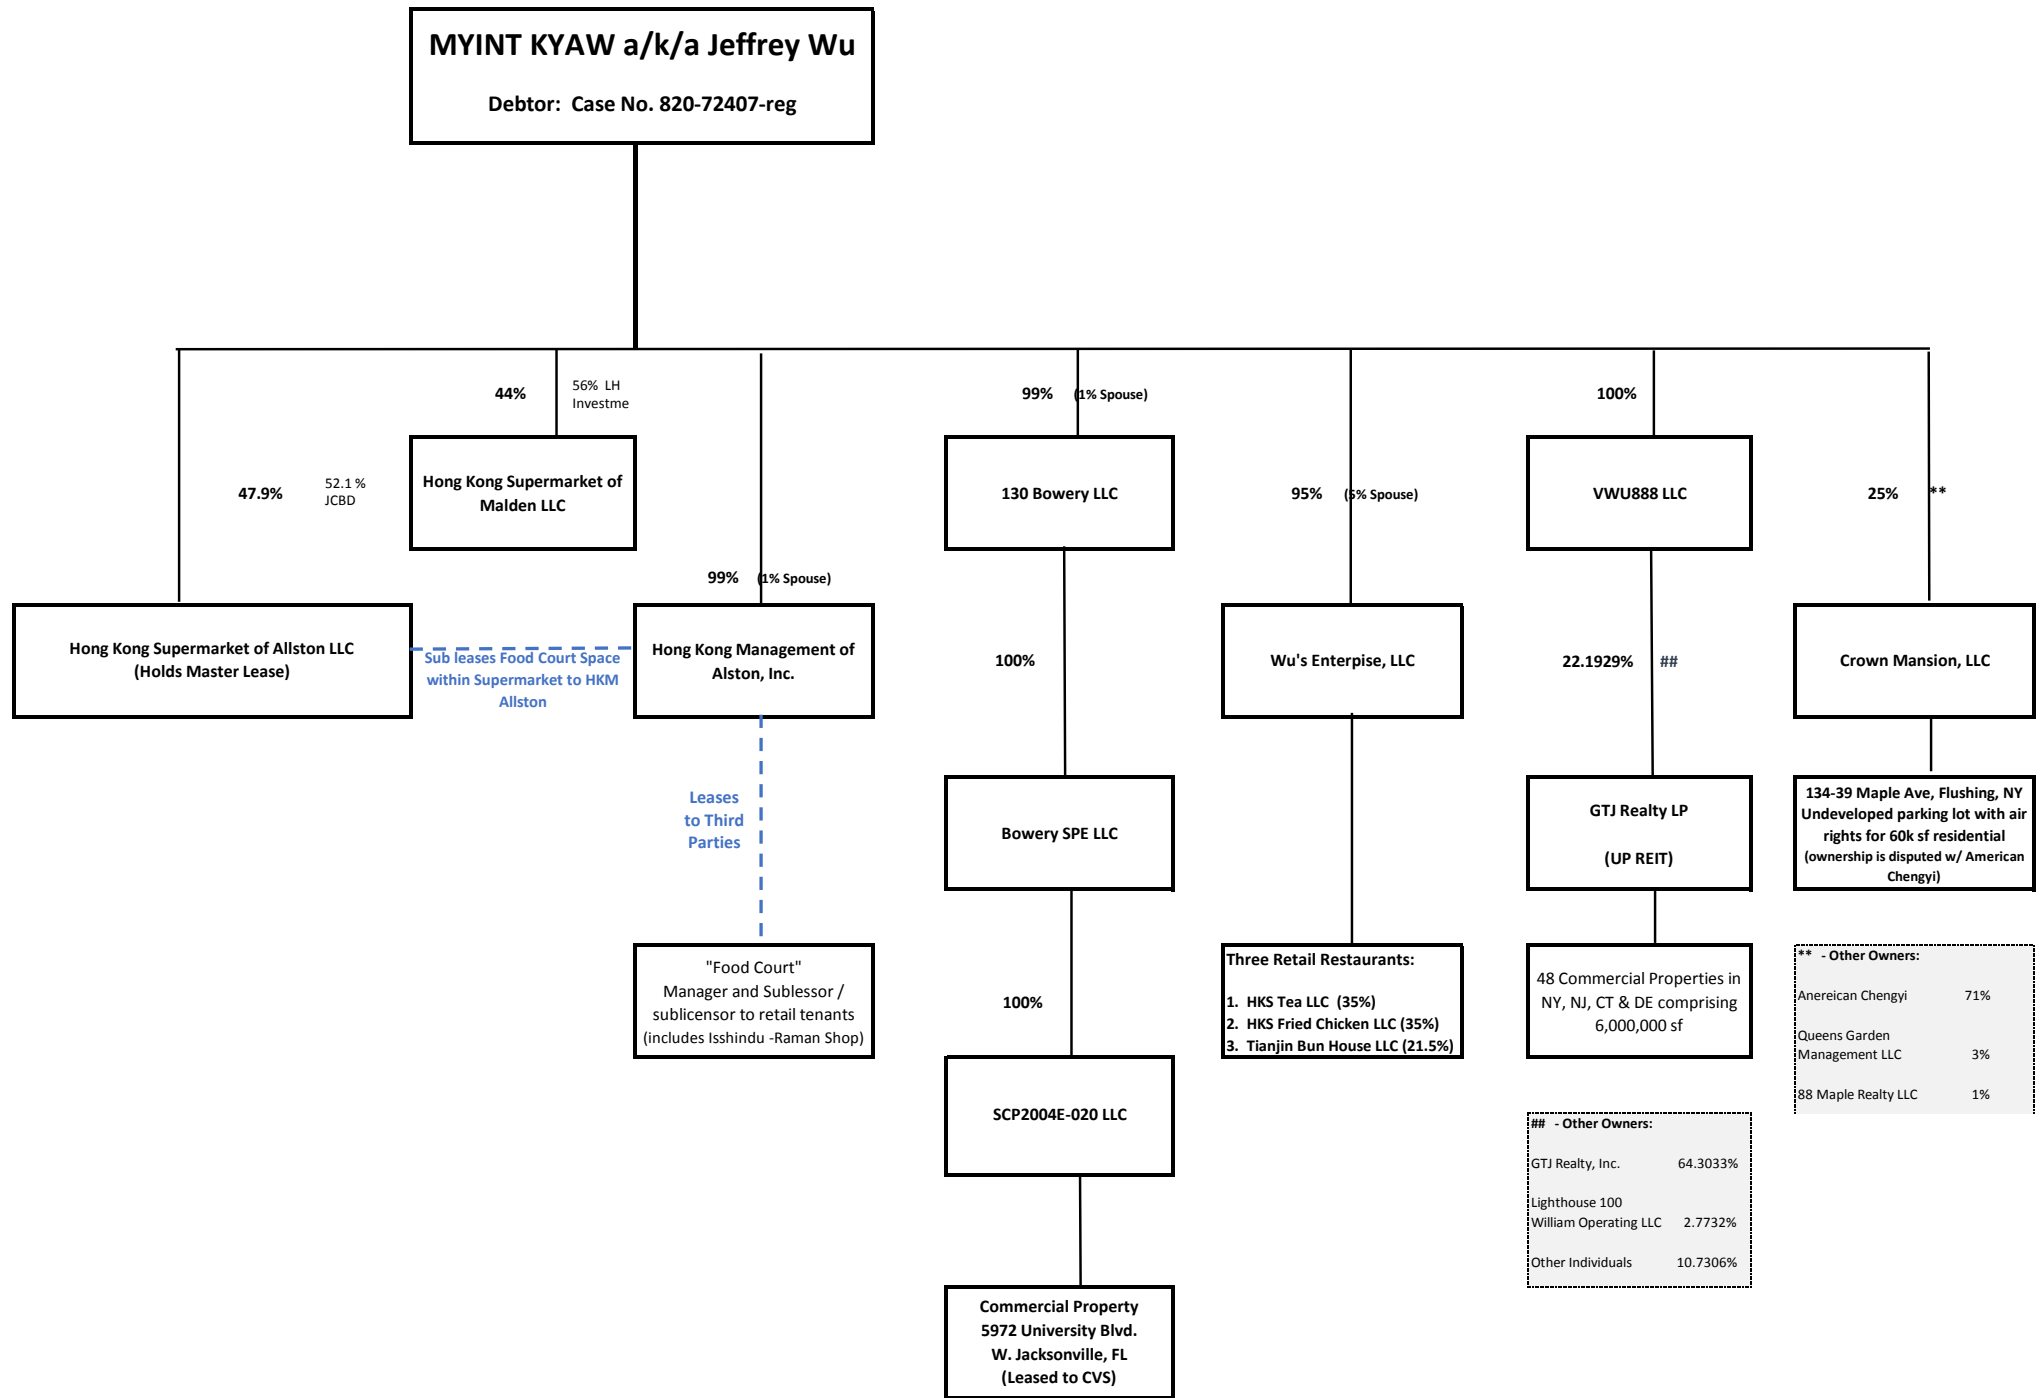 MYINT KYAW a/k/a Jeffrey Wu
Debtor:  Case No. 820-72407-reg
44%
56%  LH
Investme
99%
(1% Spouse)
100%
47.9%
52.1 %
JCBD
Hong Kong Supermarket of
Malden LLC
130 Bowery LLC
95%
(5% Spouse)
VWU888 LLC
25%
**
99%
(1% Spouse)
Hong Kong Supermarket of Allston LLC
(Holds Master Lease)
Sub leases Food Court Space
within Supermarket to HKM
Allston
Hong Kong Management of
Alston, Inc.
100%
Wu's Enterpise, LLC
22.1929%
##
Crown Mansion, LLC
Leases
to Third
Parties
Bowery SPE LLC
GTJ Realty LP
(UP REIT)
134-39 Maple Ave, Flushing, NY
Undeveloped parking lot with air
rights for 60k sf residential
(ownership is disputed w/ American
Chengyi)
"Food Court"
Manager and Sublessor /
sublicensor to retail tenants
(includes Isshindu -Raman Shop)
100%
Three Retail Restaurants:
1.  HKS Tea LLC  (35%)
2.  HKS Fried Chicken LLC (35%)
3.  Tianjin Bun House LLC (21.5%)
48 Commercial Properties in
NY, NJ, CT & DE comprising
6,000,000 sf
**  - Other Owners:
Anereican Chengyi 71%
Queens Garden
Management LLC 3%
88 Maple Realty LLC 1%
SCP2004E-020 LLC
##  - Other Owners:
GTJ Realty, Inc. 64.3033%
Lighthouse 100
William Operating LLC 2.7732%
Other Individuals 10.7306%
Commercial Property
5972 University Blvd.
W. Jacksonville, FL
(Leased to CVS)